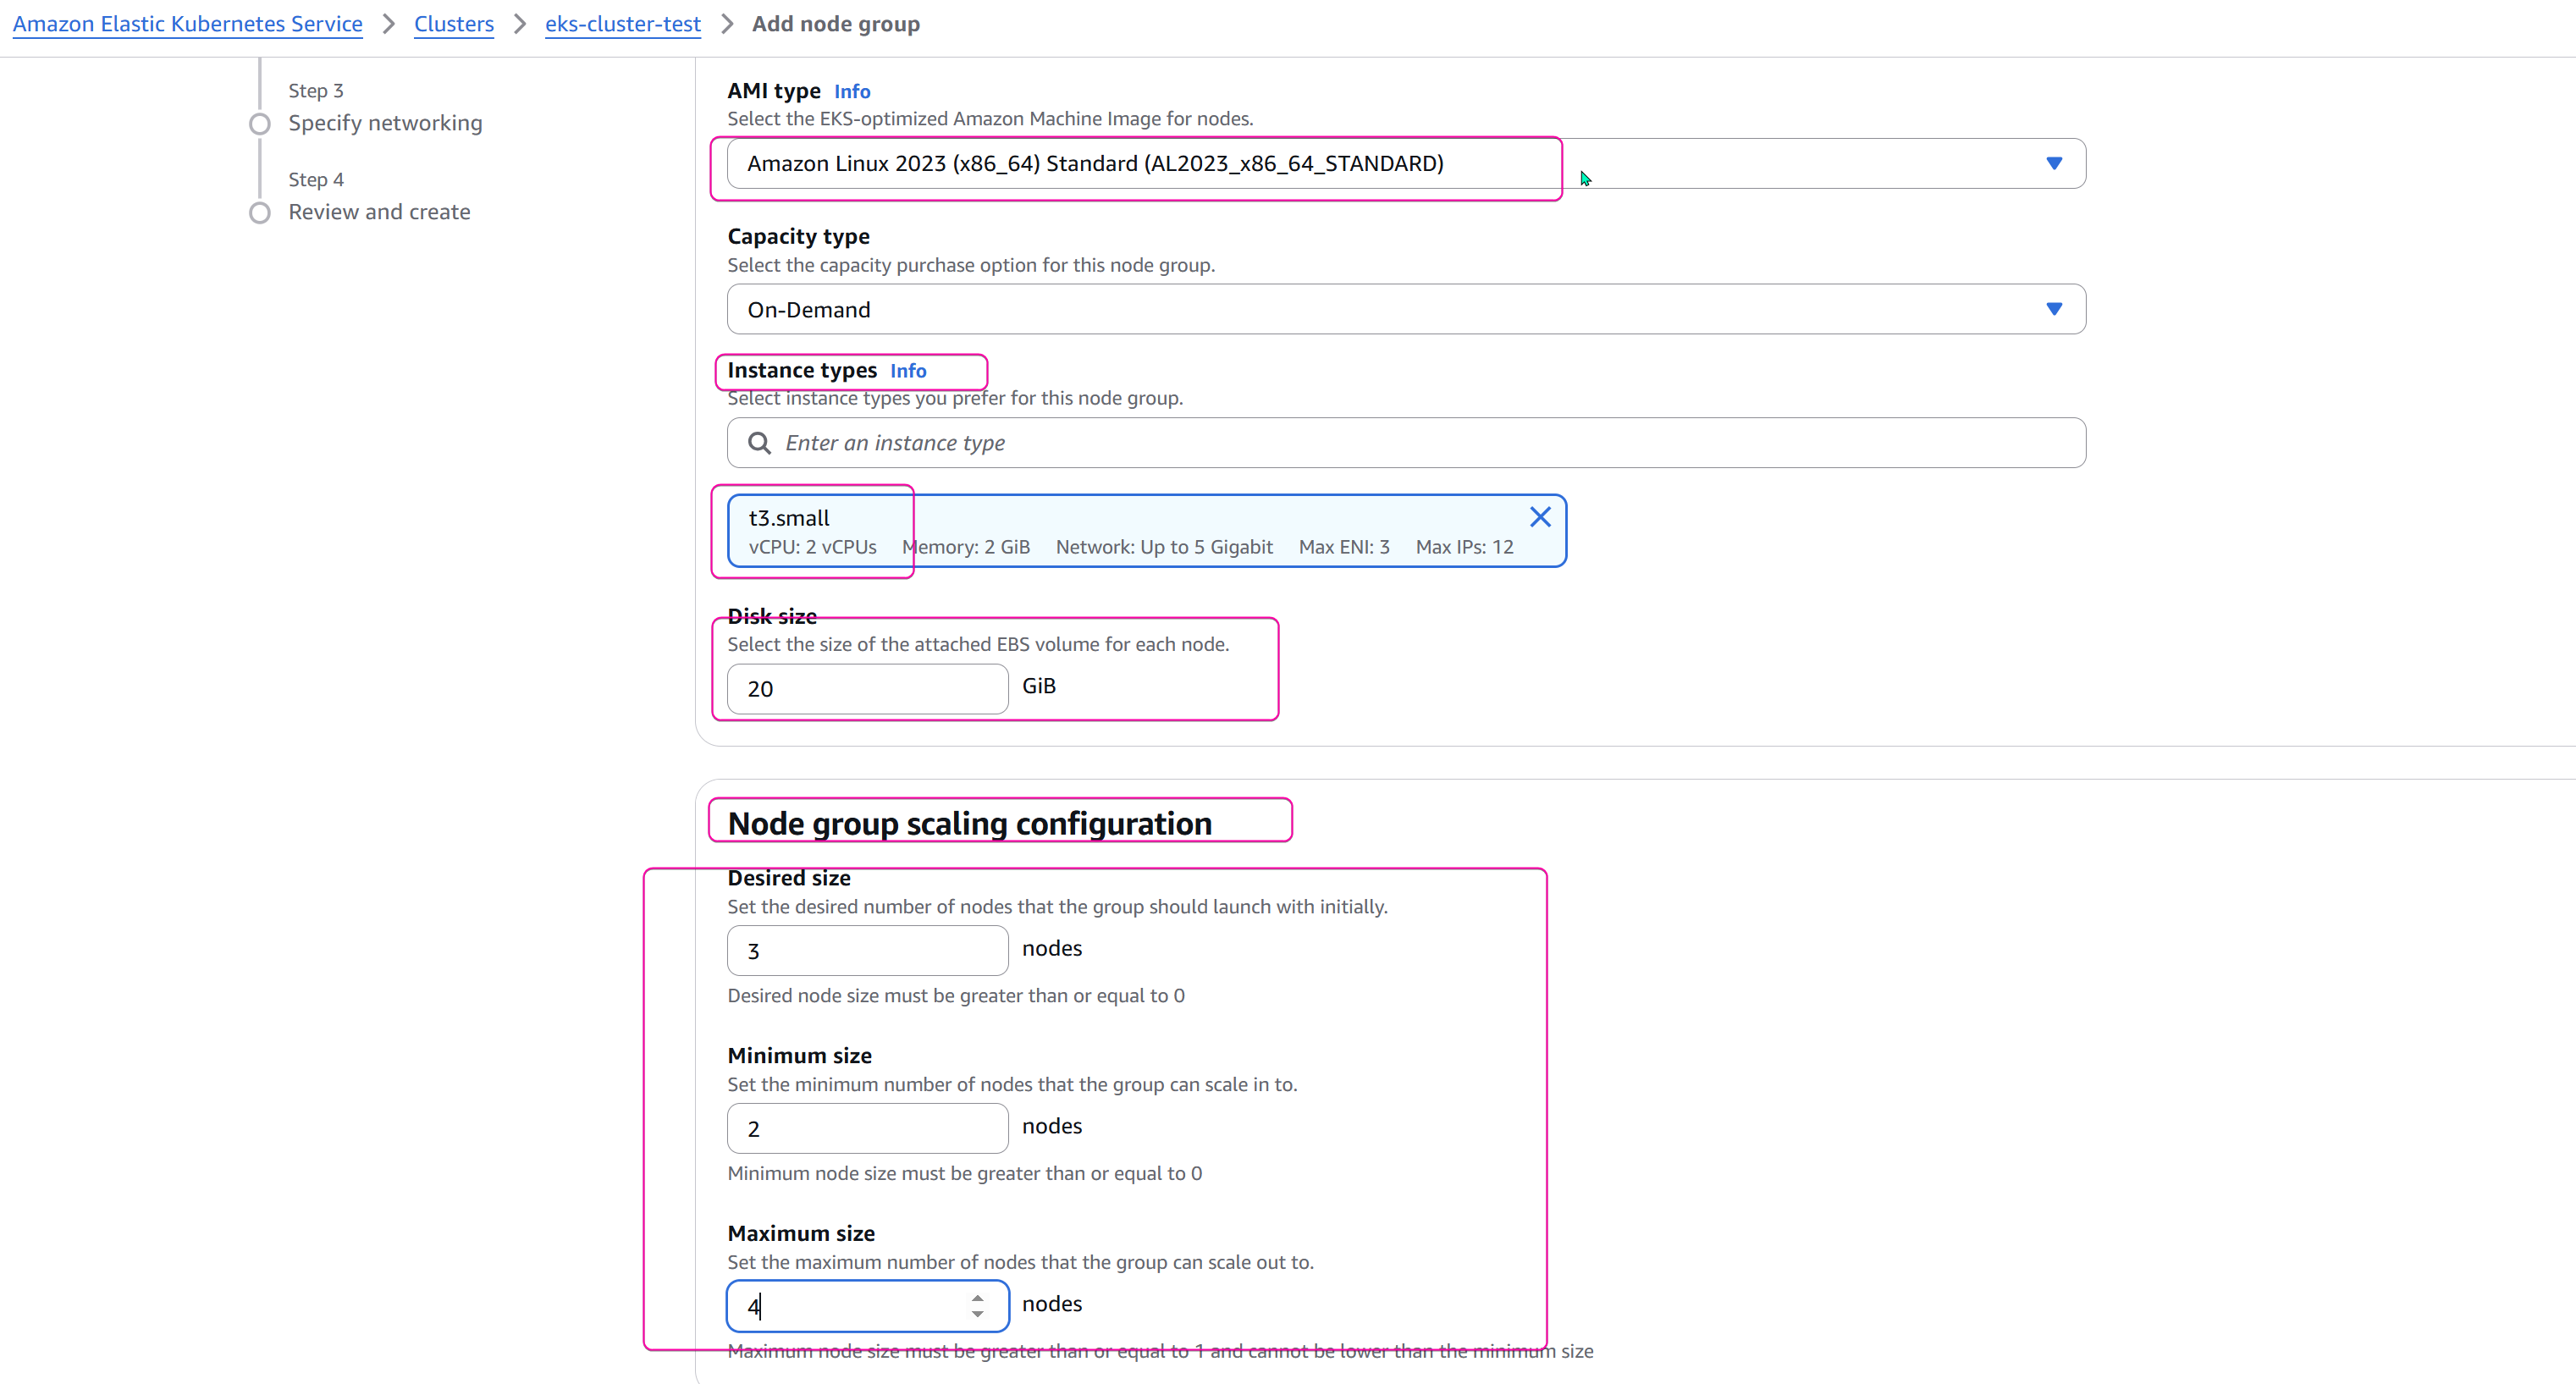 Amazon Elastic Kubernetes Service > Clusters > eks-cluster-test > Add node group
Step 3
Specify networking
Step 4
Review and create
AMI type Info
Select the EKS-optimized Amazon Machine Image for nodes.
Amazon Linux 2023 (x86_64) Standard (AL2023_x86_64_STANDARD)
Capacity type
Select the capacity purchase option for this node group.
On-Demand
Instance types Info
Select instance types you prefer for this node group.
Enter an instance type
t3.small
vCPU: 2 vCPUs Memory: 2 GiB Network: Up to 5 Gigabit Max ENI: 3 Max IPs: 12
Disk size
Select the size of the attached EBS volume for each node.
20 GiB
Node group scaling configuration
Desired size
Set the desired number of nodes that the group should launch with initially.
3 nodes
Desired node size must be greater than or equal to 0
Minimum size
Set the minimum number of nodes that the group can scale in to.
2 nodes
Minimum node size must be greater than or equal to 0
Maximum size
Set the maximum number of nodes that the group can scale out to.
4 nodes
Maximum node size must be greater than or equal to 1 and cannot be lower than the minimum size